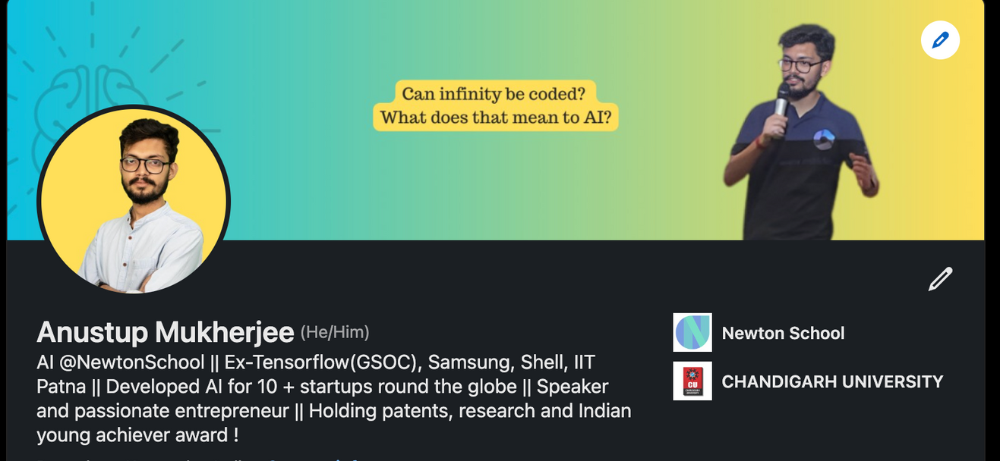 Can infinity be coded?
What does that mean to AI?
Anustup Mukherjee (He/Him)
AI @NewtonSchool || Ex-Tensorflow(GSOC), Samsung, Shell, IIT
Patna || Developed AI for 10 + startups round the globe || Speaker
and passionate entrepreneur || Holding patents, research and Indian
young achiever award !
Newton School
CU
CHANDIGARH UNIVERSITY